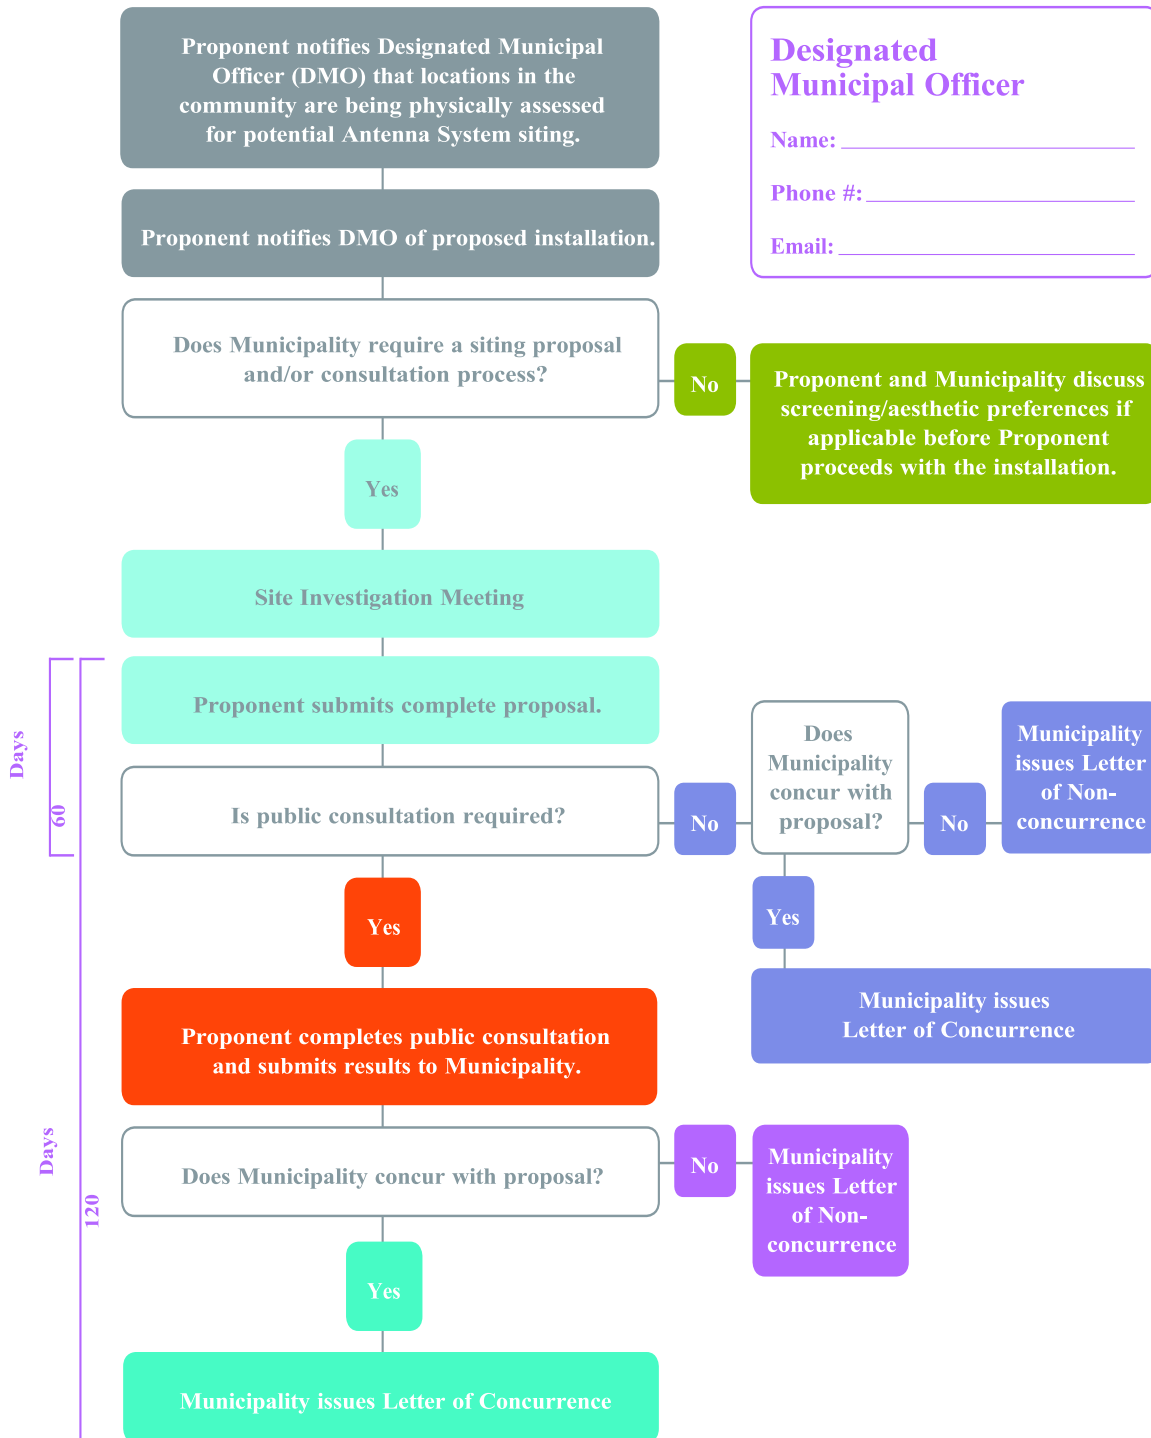 Proponent notifies Designated Municipal
Officer (DMO) that locations in the
community are being physically assessed
for potential Antenna System siting.
Designated
Municipal Officer
Name:
Phone #:
Email:
Proponent notifies DMO of proposed installation.
Does Municipality require a siting proposal
and/or consultation process?
No
Proponent and Municipality discuss
screening/aesthetic preferences if
applicable before Proponent
proceeds with the installation.
Yes
Site Investigation Meeting
Proponent submits complete proposal.
Days
60
Is public consultation required?
No
Does
Municipality
concur with
proposal?
No
Municipality
issues Letter
of Non-
concurrence
Yes
Municipality issues
Letter of Concurrence
Yes
Proponent completes public consultation
and submits results to Municipality.
Days
120
Does Municipality concur with proposal?
No
Municipality
issues Letter
of Non-
concurrence
Yes
Municipality issues Letter of Concurrence